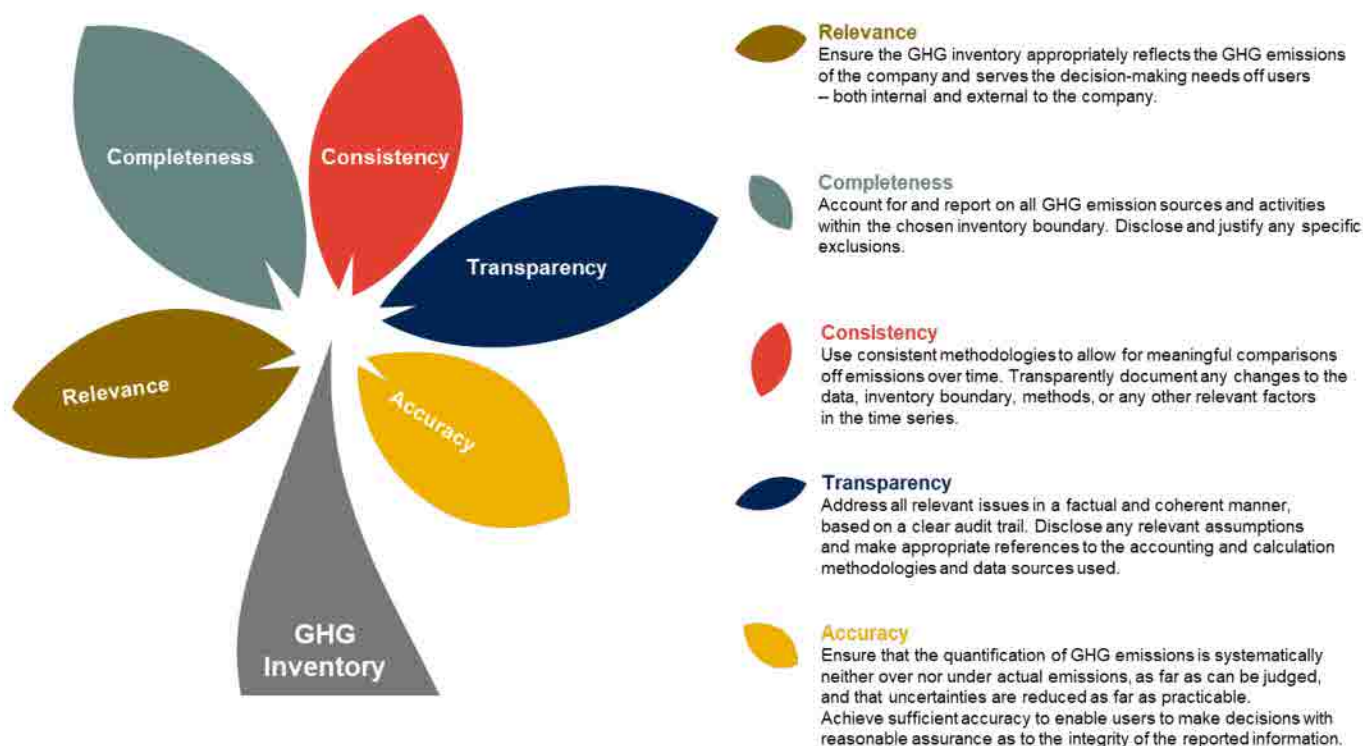 Completeness
Consistency
Transparency
Relevance
Accuracy
GHG
Inventory
Relevance
Ensure the GHG inventory appropriately reflects the GHG emissions
of the company and serves the decision-making needs off users
– both internal and external to the company.
Completeness
Account for and report on all GHG emission sources and activities
within the chosen inventory boundary. Disclose and justify any specific
exclusions.
Consistency
Use consistent methodologies to allow for meaningful comparisons
off emissions over time. Transparently document any changes to the
data, inventory boundary, methods, or any other relevant factors
in the time series.
Transparency
Address all relevant issues in a factual and coherent manner,
based on a clear audit trail. Disclose any relevant assumptions
and make appropriate references to the accounting and calculation
methodologies and data sources used.
Accuracy
Ensure that the quantification of GHG emissions is systematically
neither over nor under actual emissions, as far as can be judged,
and that uncertainties are reduced as far as practicable.
Achieve sufficient accuracy to enable users to make decisions with
reasonable assurance as to the integrity of the reported information.